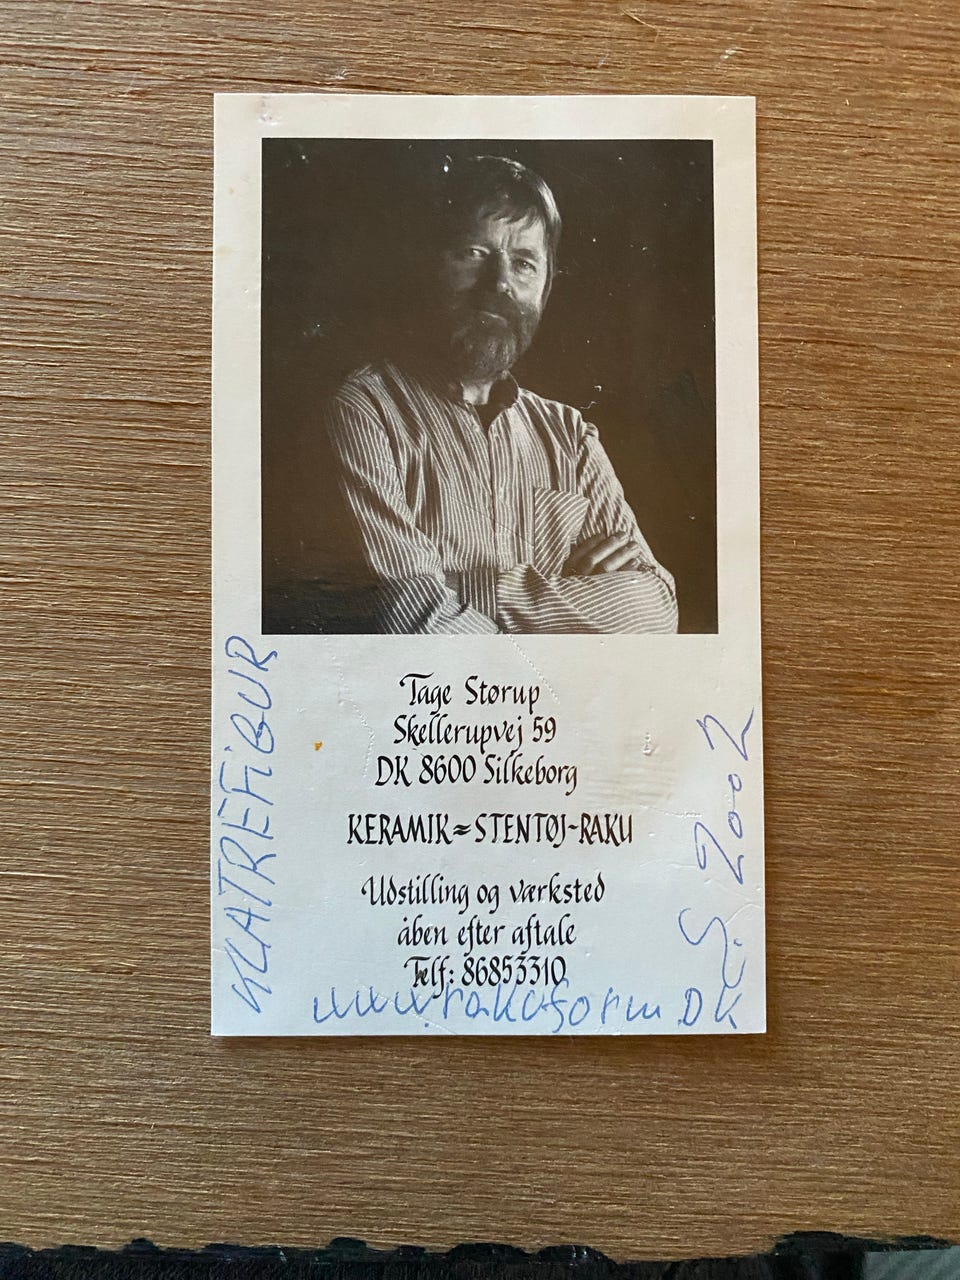 Tage Størup
Skellerupvej 59
DK 8600 Silkeborg
KERAMIK≈STENTØJ~RAKU
Udstilling og værksted
åben efter aftale
Telf: 86853310
www.rakuform.DK
KLATREFiGUR
2002